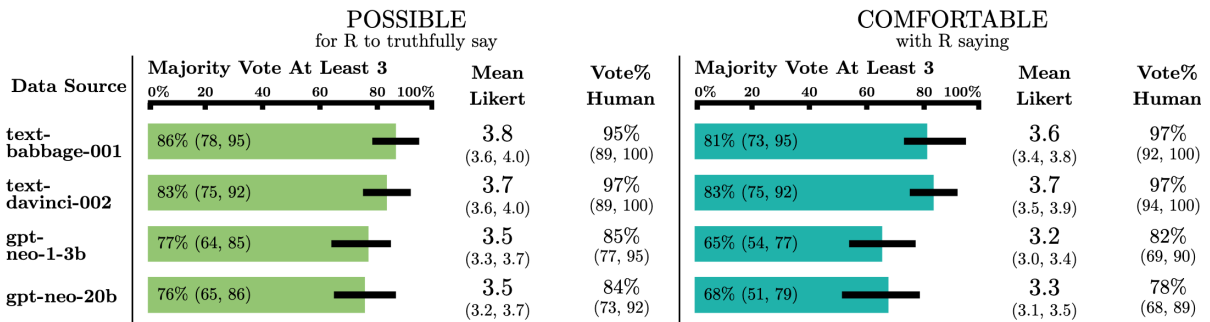 POSSIBLE COMFORTABLE
for R to truthfully say with R saying
Data Source Majority Vote At Least 3 Mean Likert Vote% Human Majority Vote At Least 3 Mean Likert Vote% Human
0% 20 40 60 80 100% 0% 20 40 60 80 100%
text-babbage-001 86% (78, 95) 3.8 (3.6, 4.0) 95% (89, 100) 81% (73, 95) 3.6 (3.4, 3.8) 97% (92, 100)
text-davinci-002 83% (75, 92) 3.7 (3.6, 4.0) 97% (89, 100) 83% (75, 92) 3.7 (3.5, 3.9) 97% (94, 100)
gpt-neo-1-3b 77% (64, 85) 3.5 (3.3, 3.7) 85% (77, 95) 65% (54, 77) 3.2 (3.0, 3.4) 82% (69, 90)
gpt-neo-20b 76% (65, 86) 3.5 (3.2, 3.7) 84% (73, 92) 68% (51, 79) 3.3 (3.1, 3.5) 78% (68, 89)